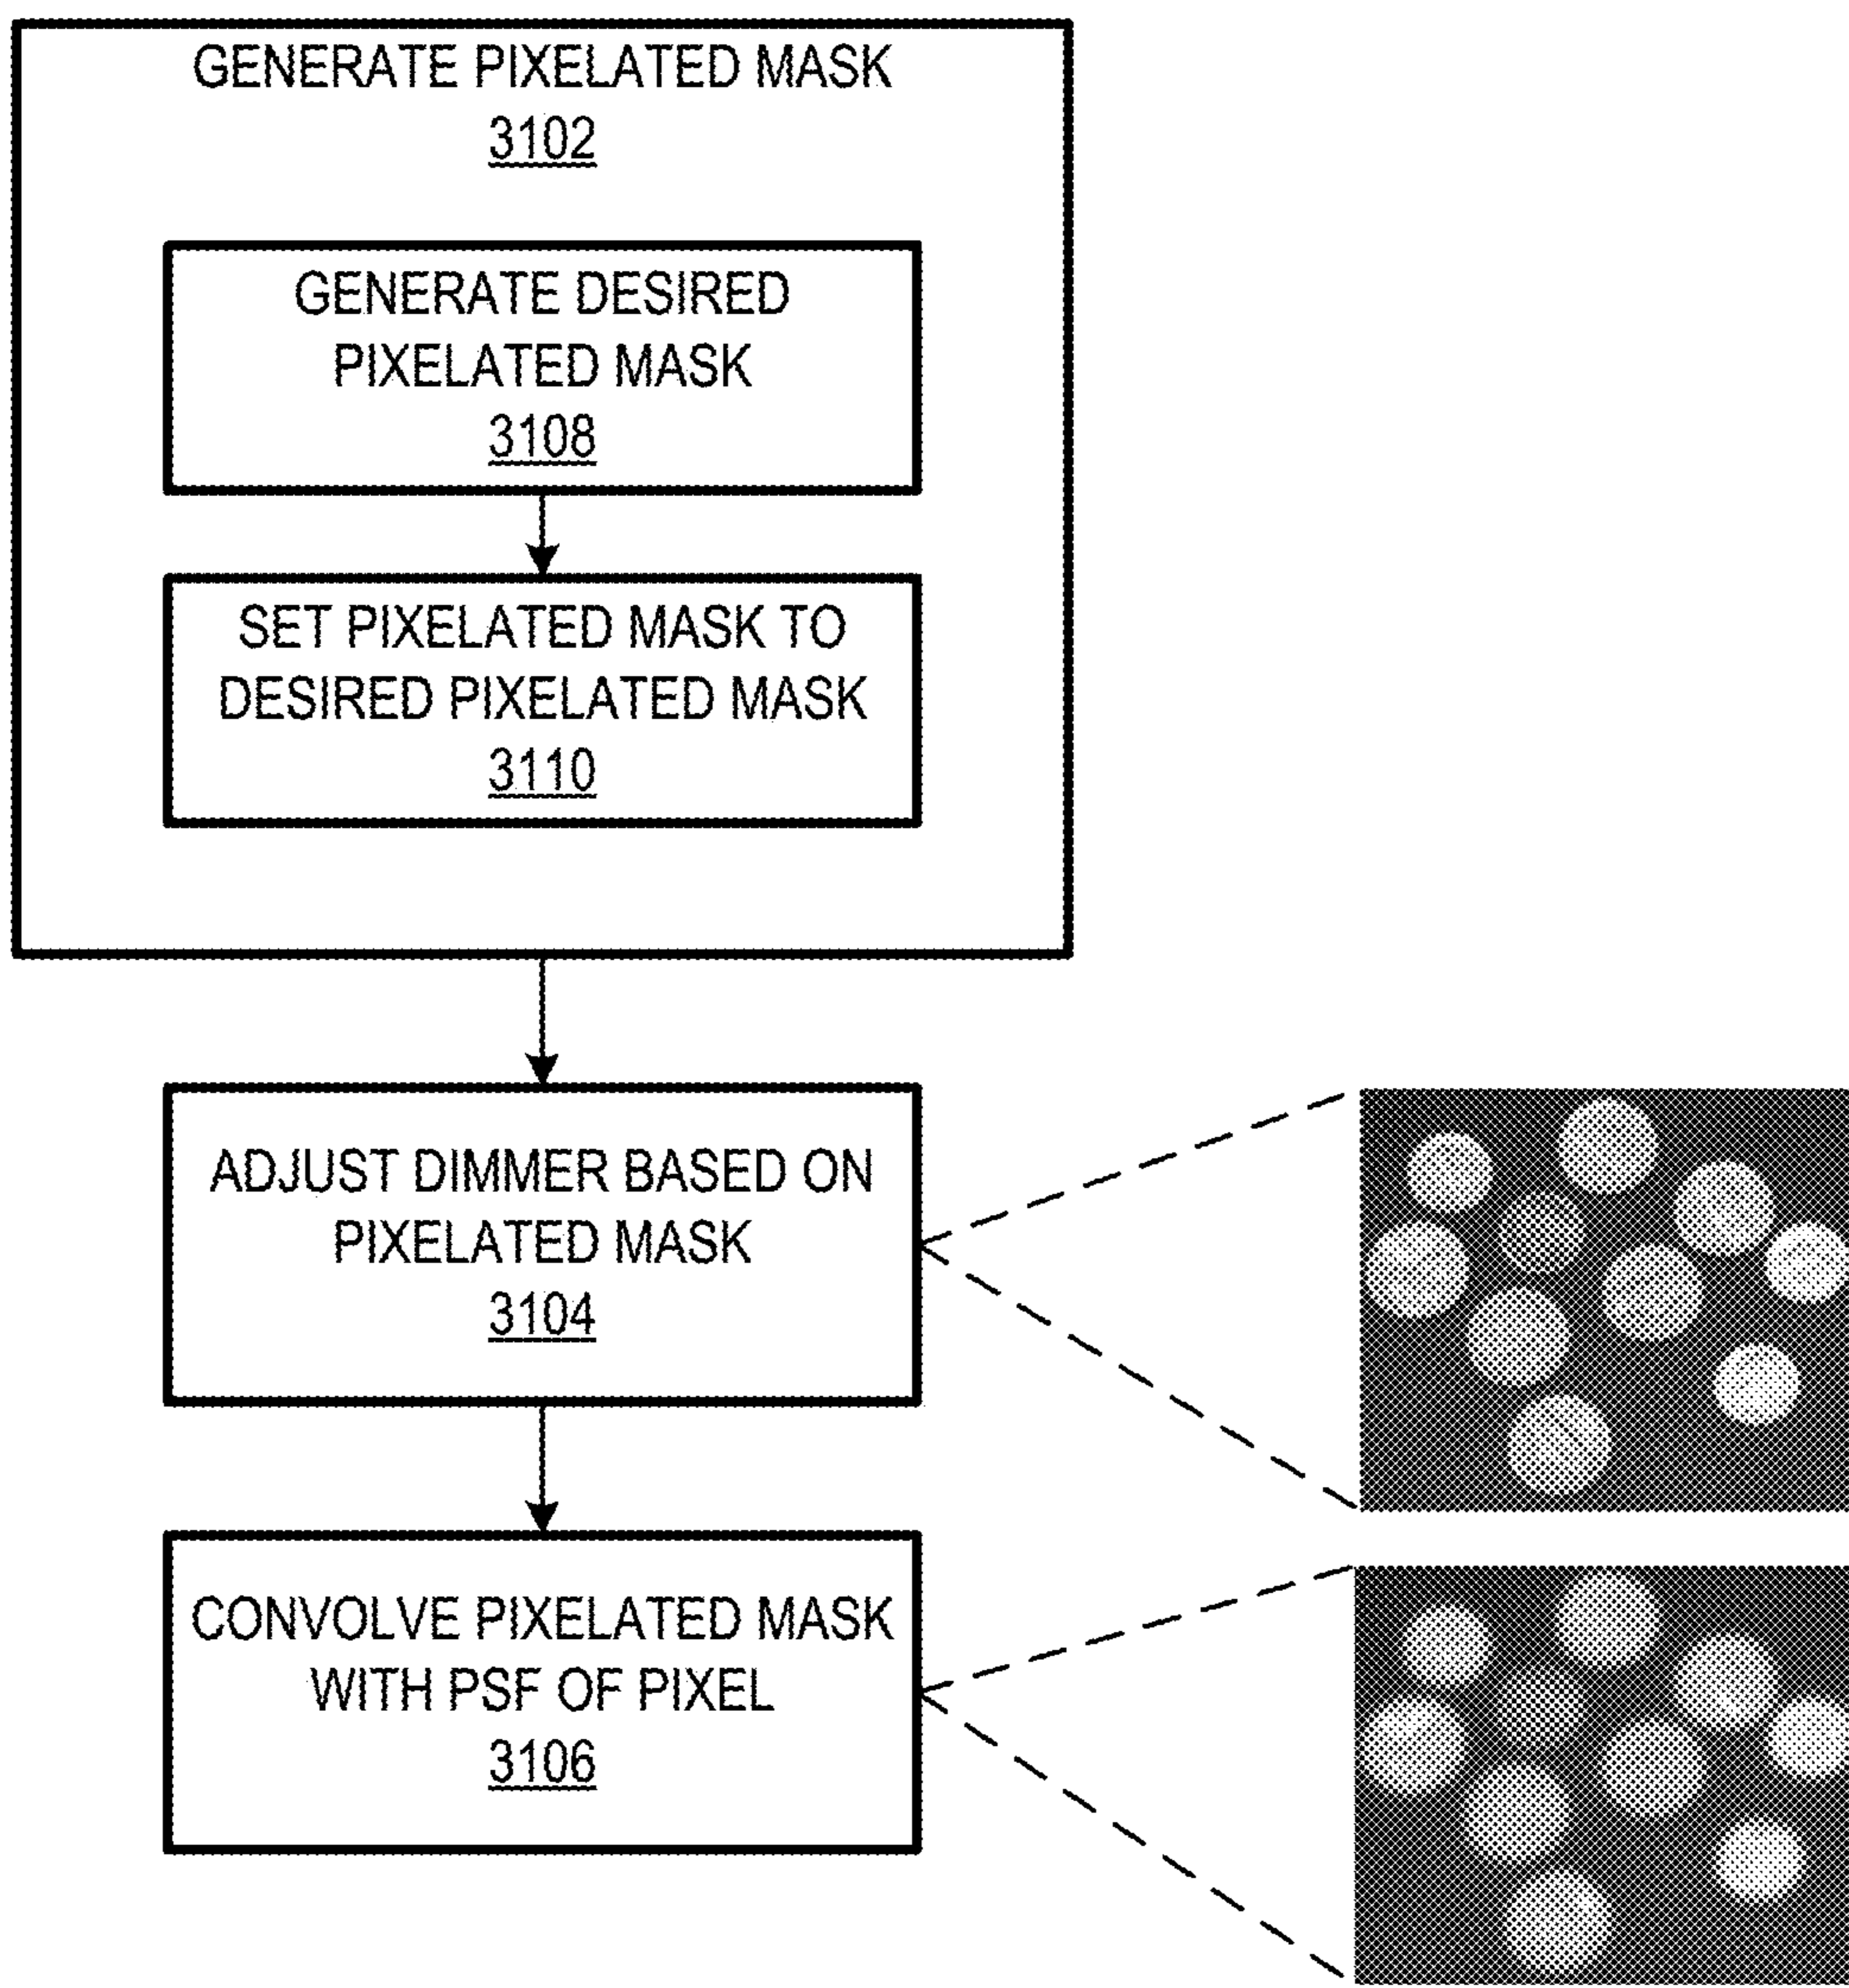 GENERATE PIXELATED MASK
3102
GENERATE DESIRED
PIXELATED MASK
3108
SET PIXELATED MASK TO
DESIRED PIXELATED MASK
3110
ADJUST DIMMER BASED ON
PIXELATED MASK
3104
CONVOLVE PIXELATED MASK
WITH PSF OF PIXEL
3106